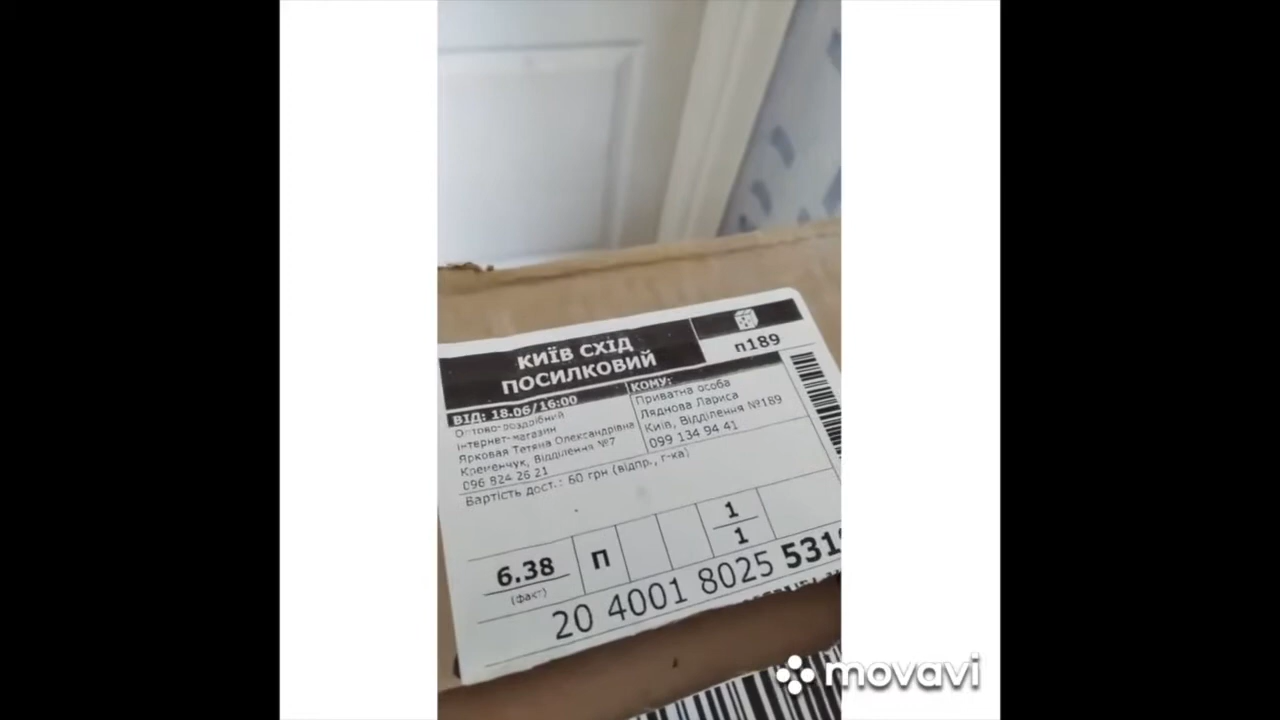 КИЇВ СХІД
ПОСИЛКОВИЙ
п189
ВІД: 18.06/16:00
Оптово-роздрібний
інтернет-магазин
Ярковая Тетяна Олександрівна
Кременчук, Відділення №7
096 824 26 21
КОМУ:
Приватна особа
Ляднова Лариса
Київ, Відділення №189
099 134 94 41
Вартість дост.: 60 грн (відпр., г-ка)
6.38
(факт)
П
1
1
20 4001 8025 531
movavi